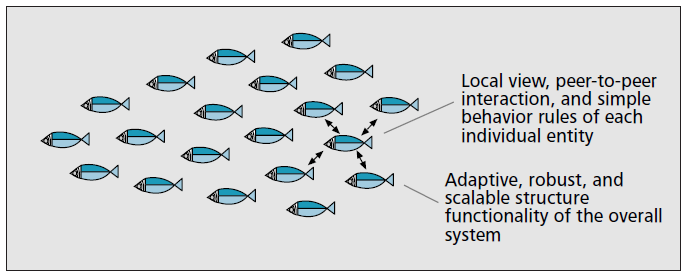 Local view, peer-to-peer
interaction, and simple
behavior rules of each
individual entity
Adaptive, robust, and
scalable structure
functionality of the overall
system